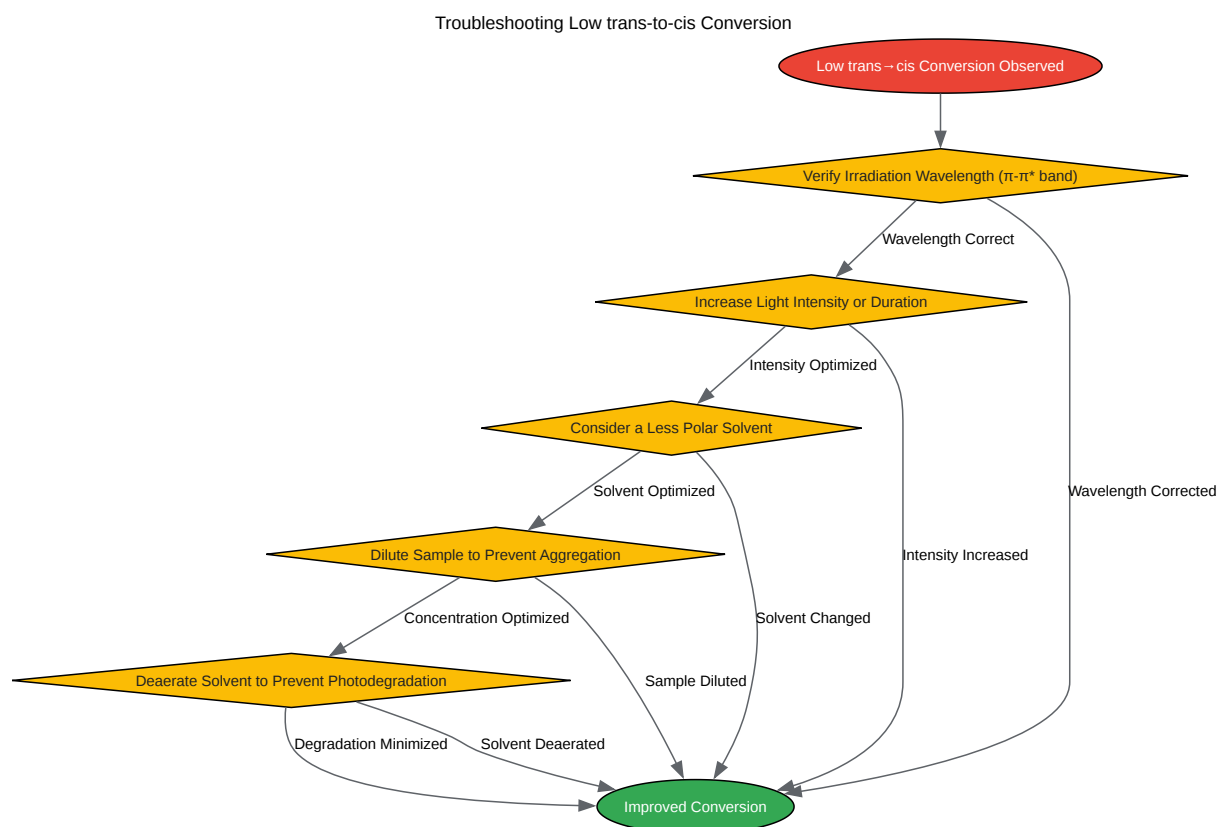 Troubleshooting Low trans-to-cis Conversion
Low trans→cis Conversion Observed
Verify Irradiation Wavelength (π-π* band)
Wavelength Correct
Increase Light Intensity or Duration
Intensity Optimized
Consider a Less Polar Solvent
Solvent Optimized
Wavelength Corrected
Dilute Sample to Prevent Aggregation
Intensity Increased
Concentration Optimized
Solvent Changed
Deaerate Solvent to Prevent Photodegradation
Sample Diluted
Degradation Minimized
Solvent Deaerated
Improved Conversion